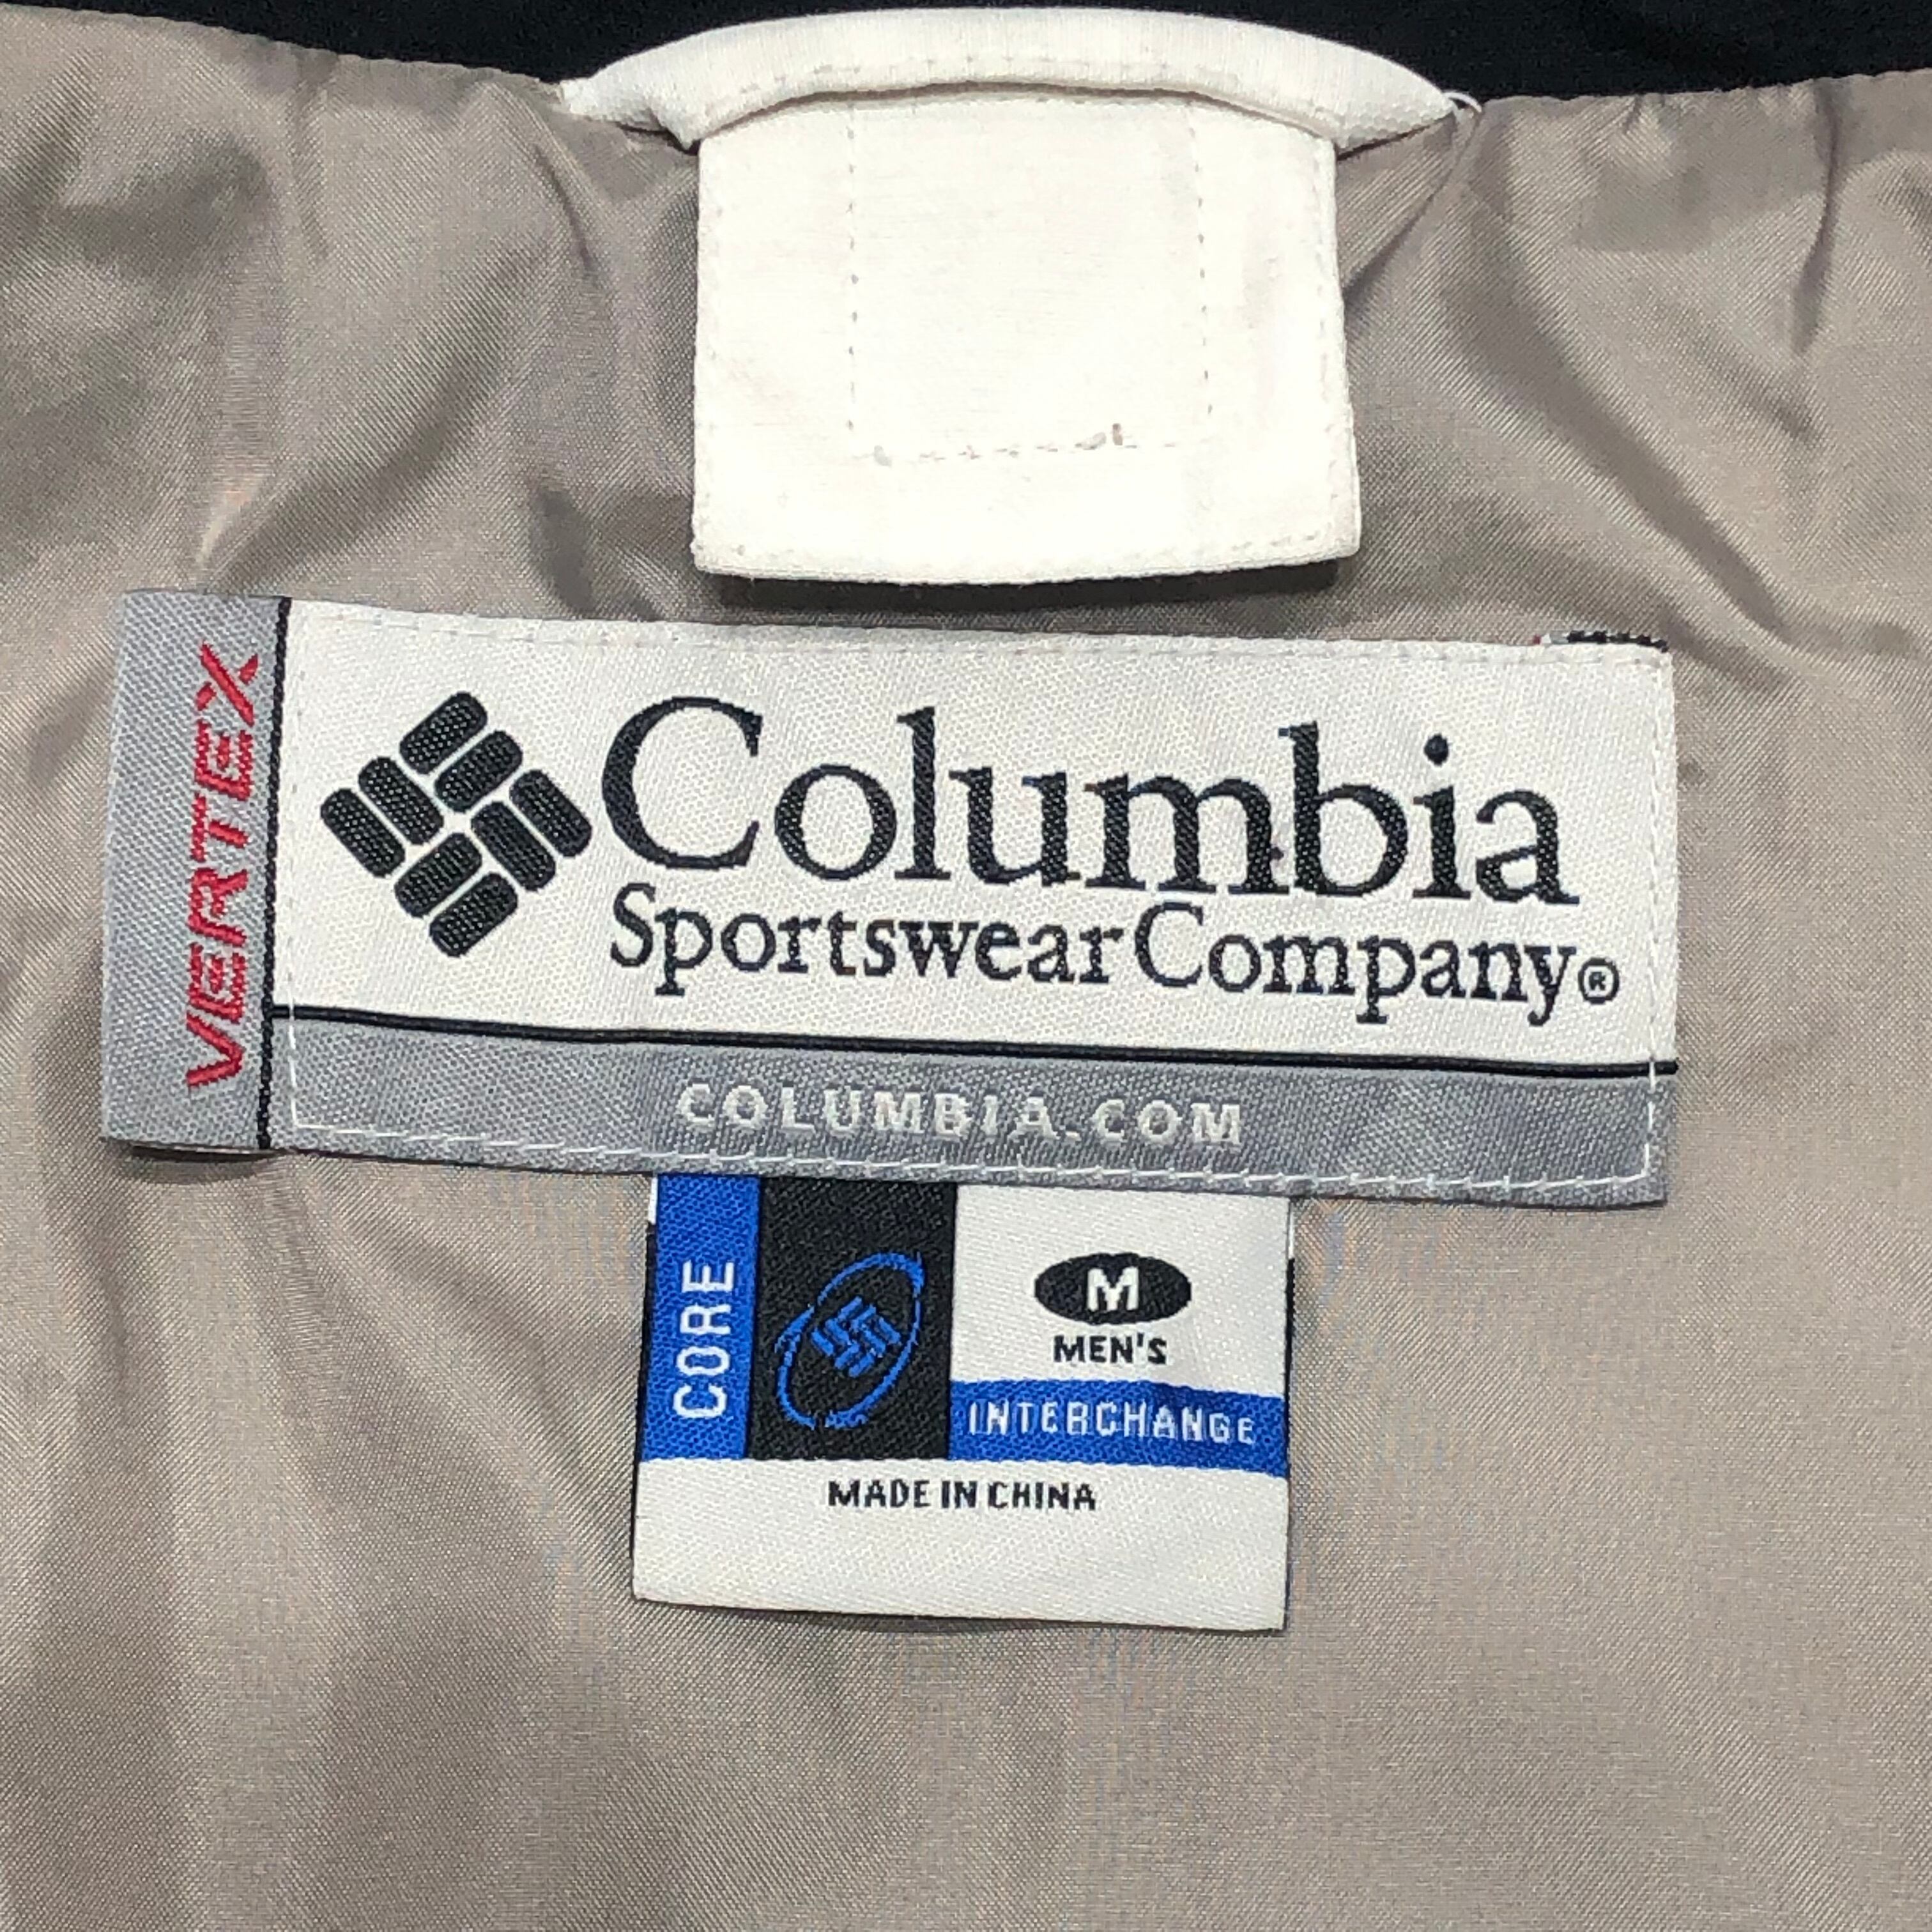 VERTEX
Columbia
Sportswear Company®
COLUMBIA.COM
CORE
M
MEN'S
INTERCHANGE
MADE IN CHINA